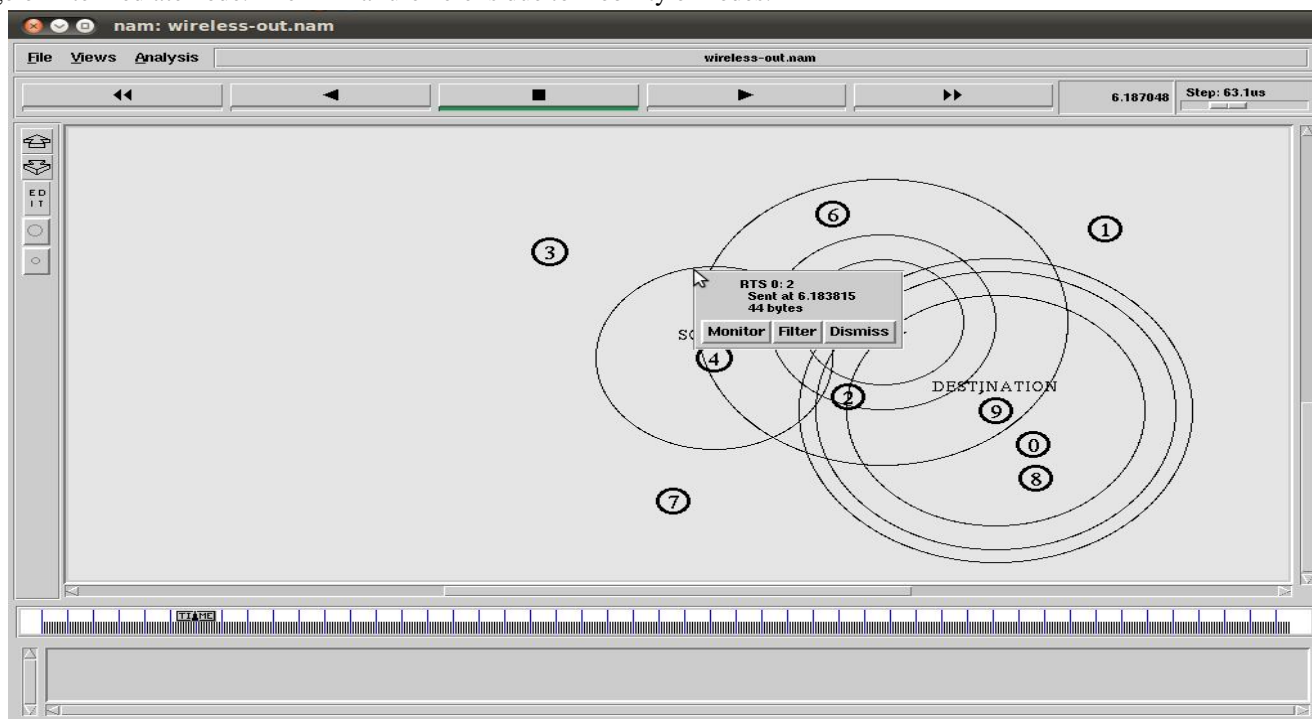 nam: wireless-out.nam
File Views Analysis wireless-out.nam
6.187048 Step: 63.1us
ED
IT
6
1
3
RTS 0: 2
Sent at 6.183815
44 bytes
Monitor Filter Dismiss
4
DESTINATION
2
9
0
8
7
TIME